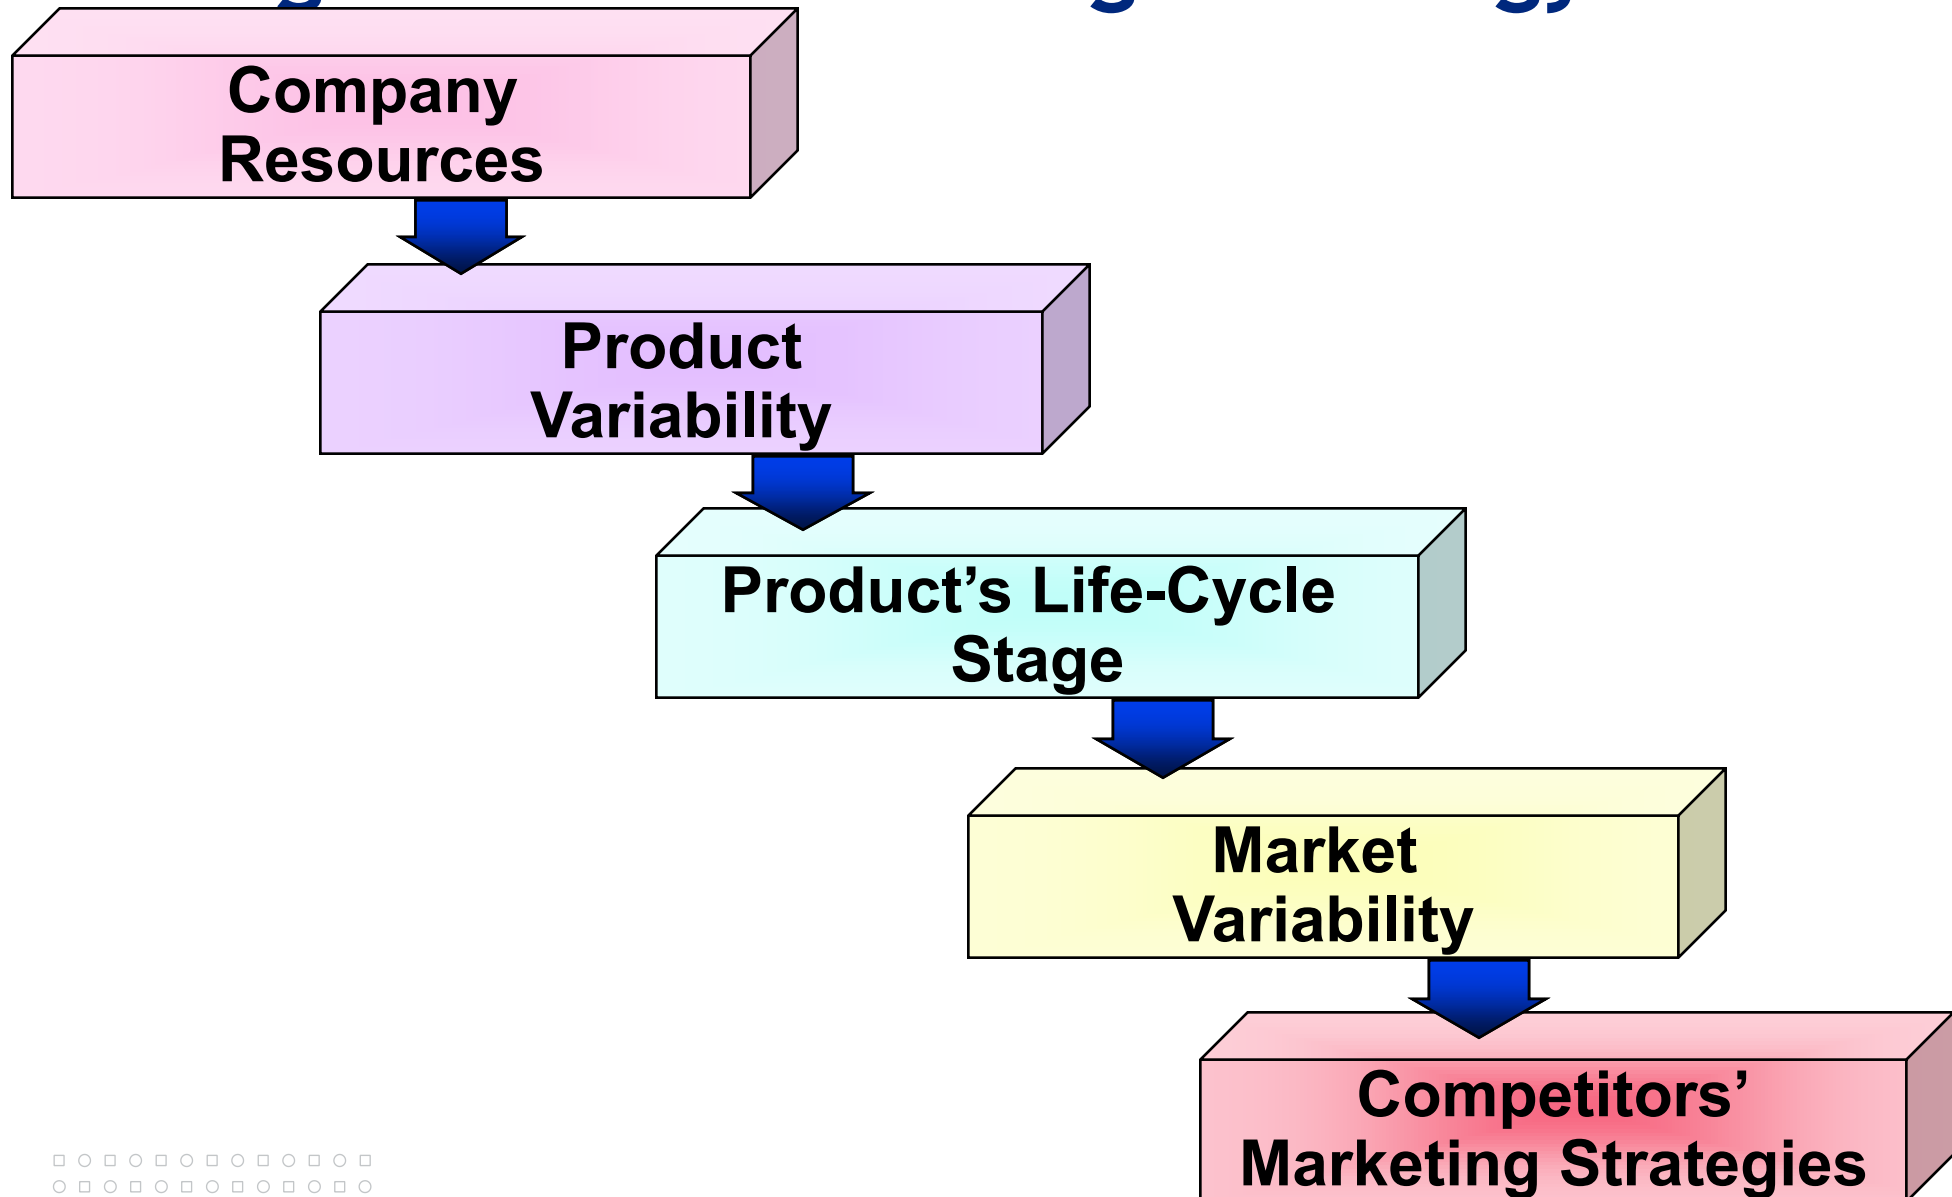 Company
Resources
Product
Variability
Product’s Life-Cycle
Stage
Market
Variability
Competitors’
Marketing Strategies